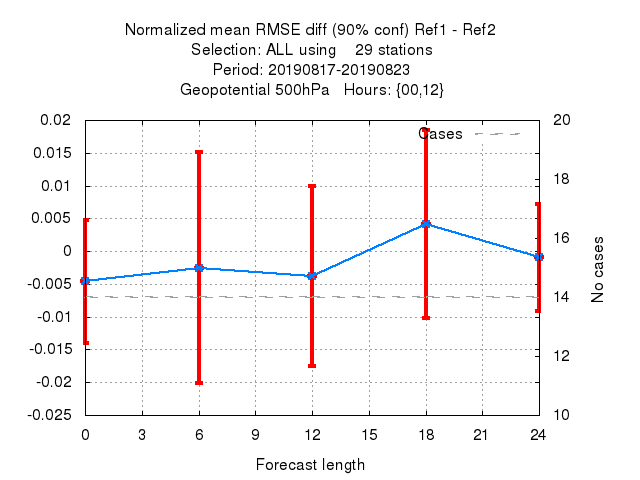 Normalized mean RMSE diff (90% conf) Ref1 - Ref2
Selection: ALL using    29 stations
Period: 20190817-20190823
Geopotential 500hPa   Hours: {00,12}
Cases
0.02
0.015
0.01
0.005
0
-0.005
-0.01
-0.015
-0.02
-0.025
20
18
16
14
12
10
No cases
0 3 6 9 12 15 18 21 24
Forecast length